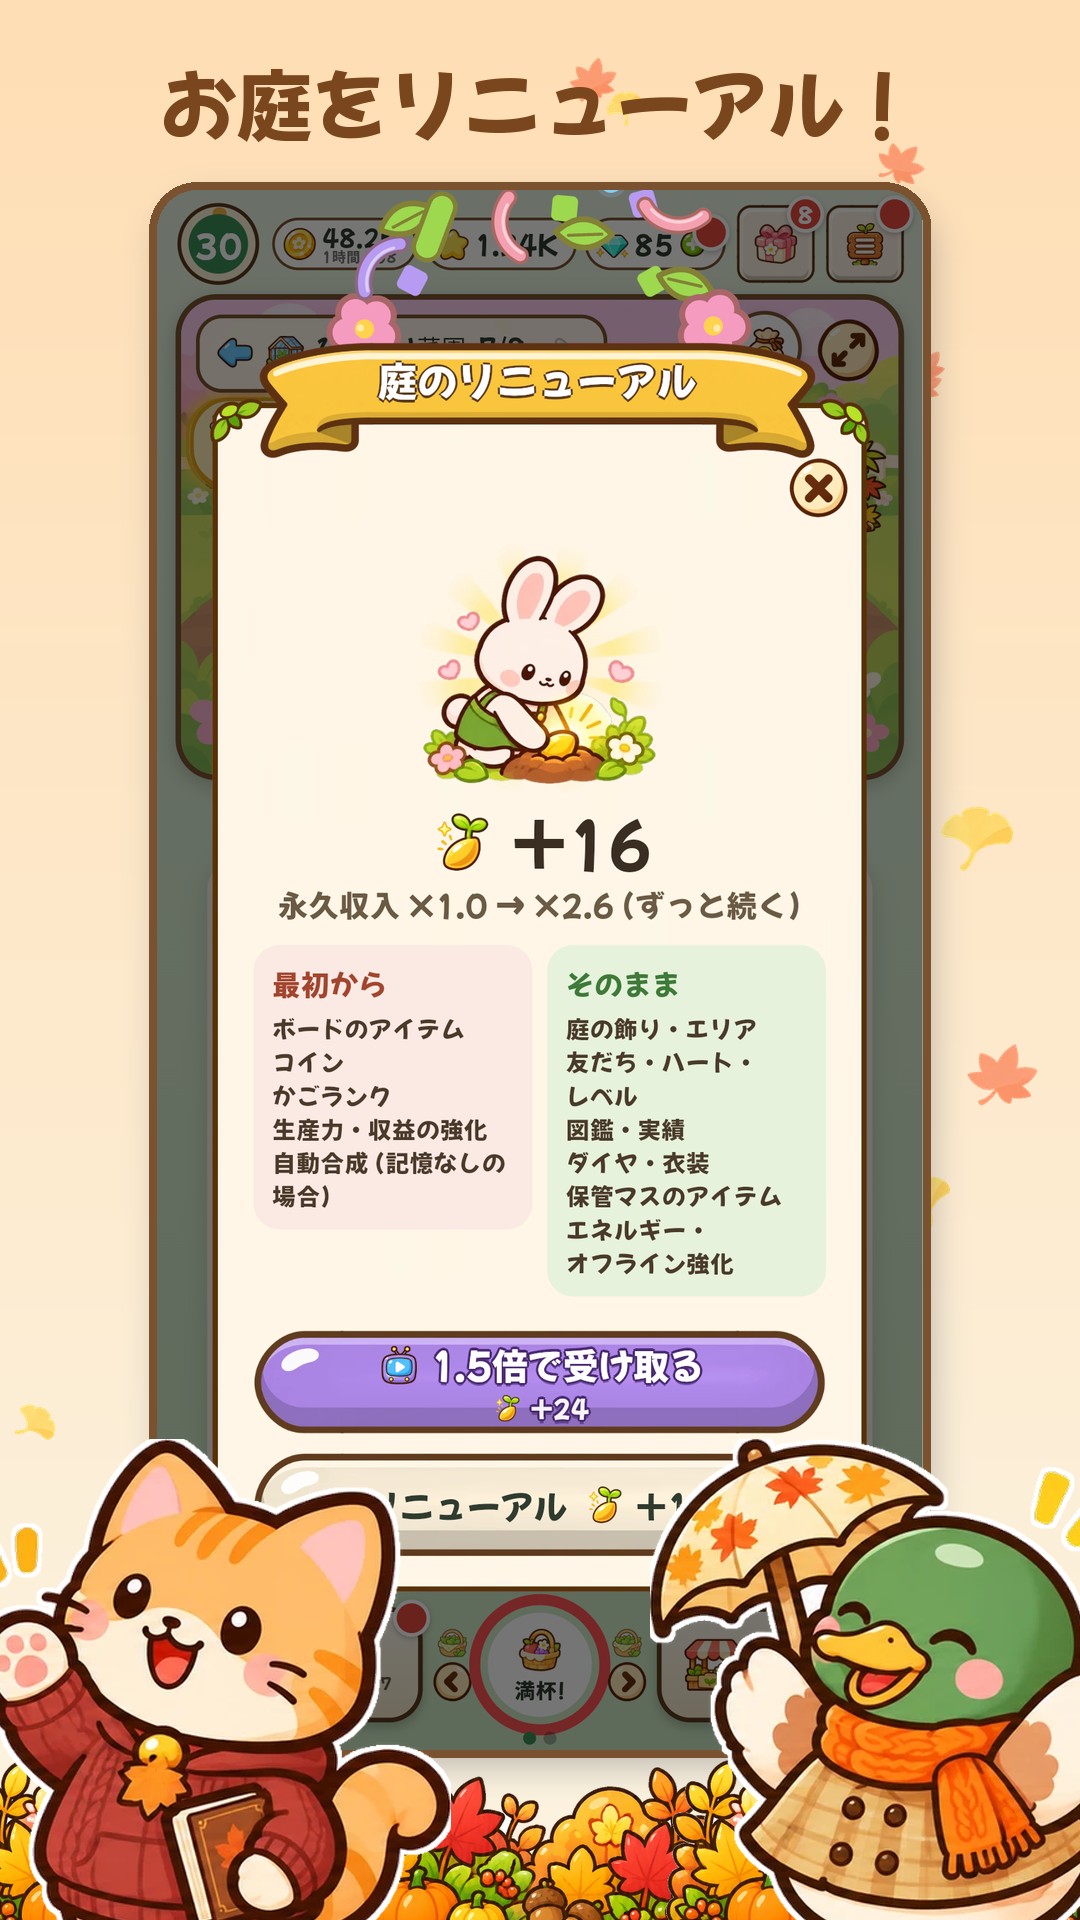 お庭をリニューアル！
30
85
8
庭のリニューアル
+16
永久収入 ×1.0 → ×2.6 (ずっと続く)
最初から
ボードのアイテム
コイン
かごランク
生産力・収益の強化
自動合成 (記憶なしの
場合)
そのまま
庭の飾り・エリア
友だち・ハート・
レベル
図鑑・実績
ダイヤ・衣装
保管マスのアイテム
エネルギー・
オフライン強化
1.5倍で受け取る
+24
ニューアル
満杯!